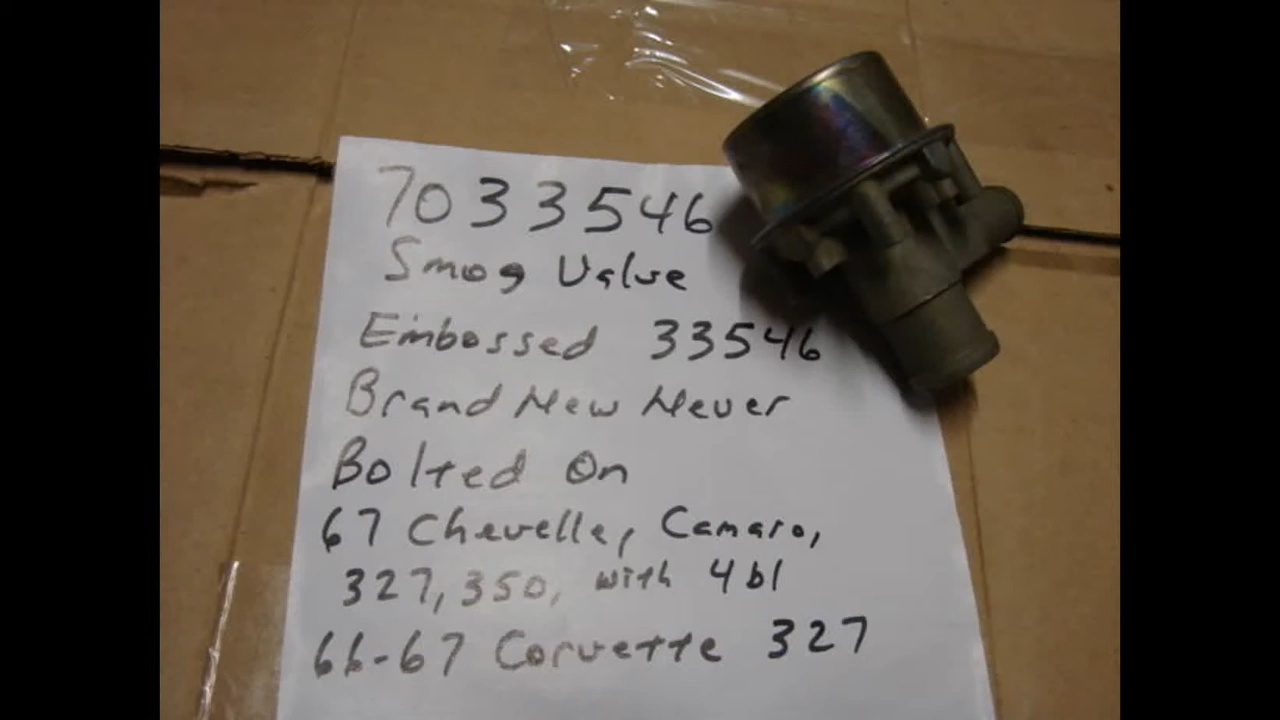 7033546
Smog Valve
Embossed 33546
Brand New Never
Bolted On
67 Chevelle, Camaro,
327, 350, with 4bl
66-67 Corvette 327